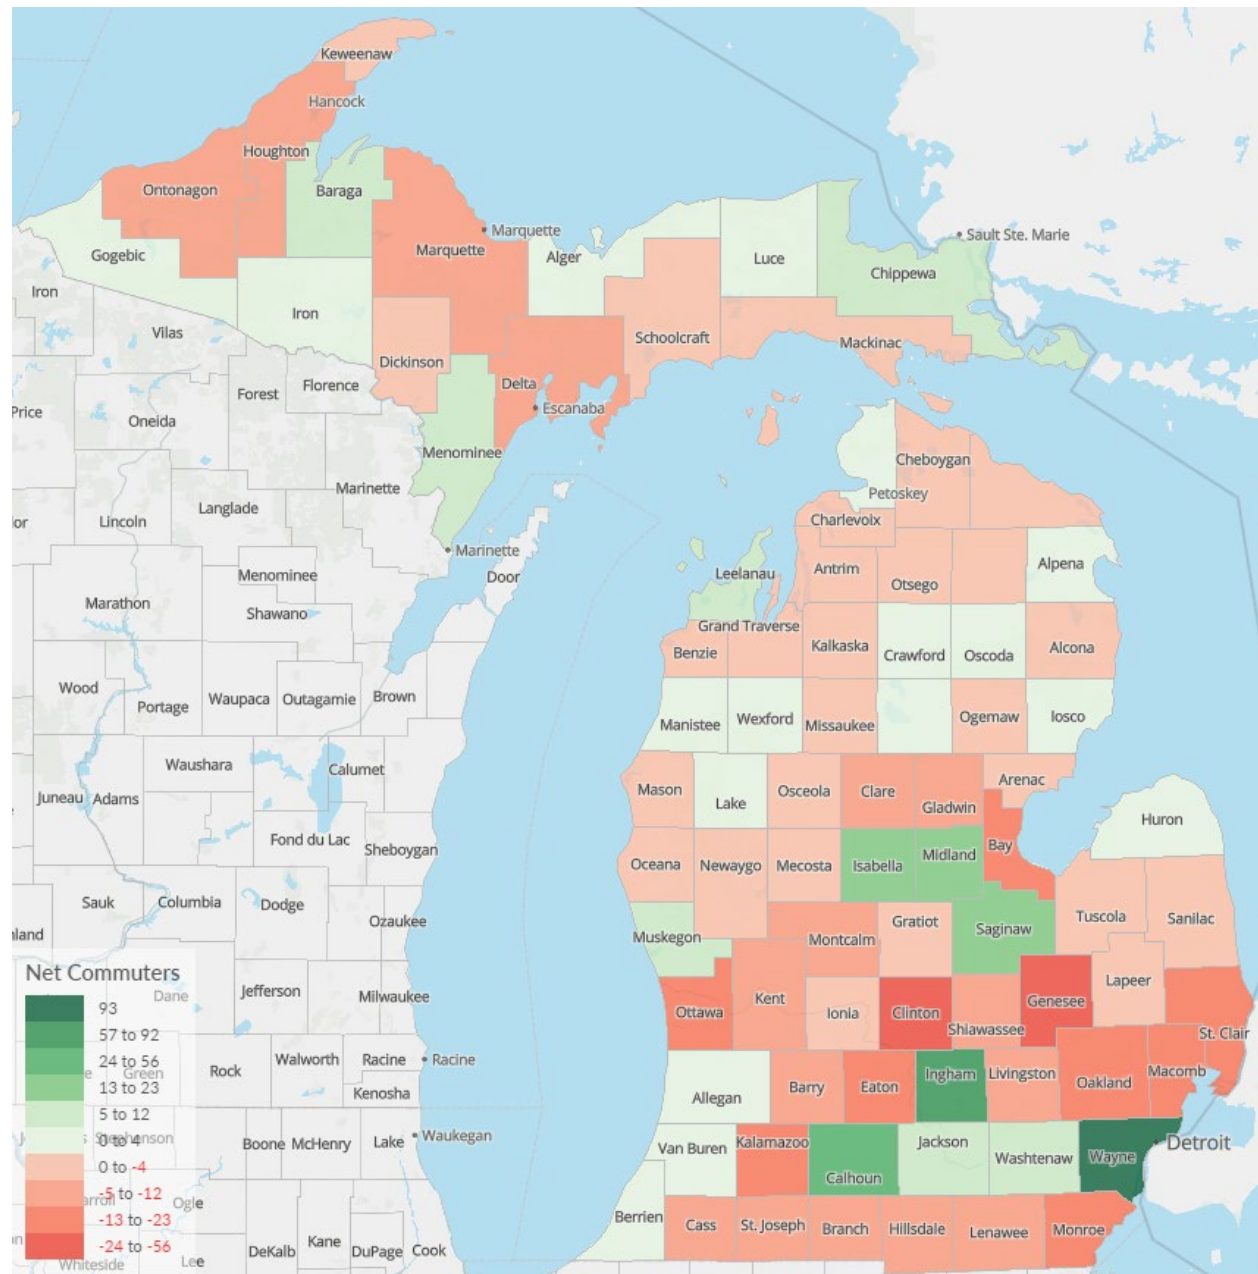 Keweenaw
Hancock
Houghton
Ontonagon
Baraga
Marquette
Marquette
Sault Ste. Marie
Gogebic
Alger
Luce
Chippewa
Iron
Iron
Vilas
Dickinson
Schoolcraft
Mackinac
Forest
Florence
Delta
Escanaba
Price
Oneida
Menominee
Cheboygan
Marinette
Petoskey
Langlade
Lincoln
or
Charlevoix
Marinette
Menominee
Door
Leelanau
Antrim
Otsego
Alpena
Marathon
Shawano
Grand Traverse
Benzie
Kalkaska
Crawford
Oscoda
Alcona
Wood
Portage
Waupaca
Outagamie
Brown
Manistee
Wexford
Missaukee
Ogemaw
Iosco
Waushara
Calumet
Juneau
Adams
Mason
Lake
Osceola
Clare
Gladwin
Arenac
Fond du Lac
Sheboygan
Huron
Oceana
Newaygo
Mecosta
Isabella
Midland
Bay
Sauk
Columbia
Dodge
Ozaukee
hland
Muskegon
Montcalm
Gratiot
Saginaw
Tuscola
Sanilac
Jefferson
Milwaukee
Ottawa
Kent
Ionia
Clinton
Shiawassee
Genesee
Lapeer
St. Clair
Rock
Walworth
Racine
Racine
Kenosha
Allegan
Barry
Eaton
Ingham
Livingston
Oakland
Macomb
Boone
McHenry
Lake
Waukegan
Van Buren
Kalamazoo
Calhoun
Jackson
Washtenaw
Wayne
Detroit
Berrien
Cass
St. Joseph
Branch
Hillsdale
Lenawee
Monroe
DeKalb
Kane
DuPage
Cook
Net Commuters
93
Dane
57 to 92
24 to 56
Green
13 to 23
5 to 12
Stephenson
0 to 4
0 to -4
-5 to -12
arroll
Ogle
-13 to -23
-24 to -56
Whiteside
Lee